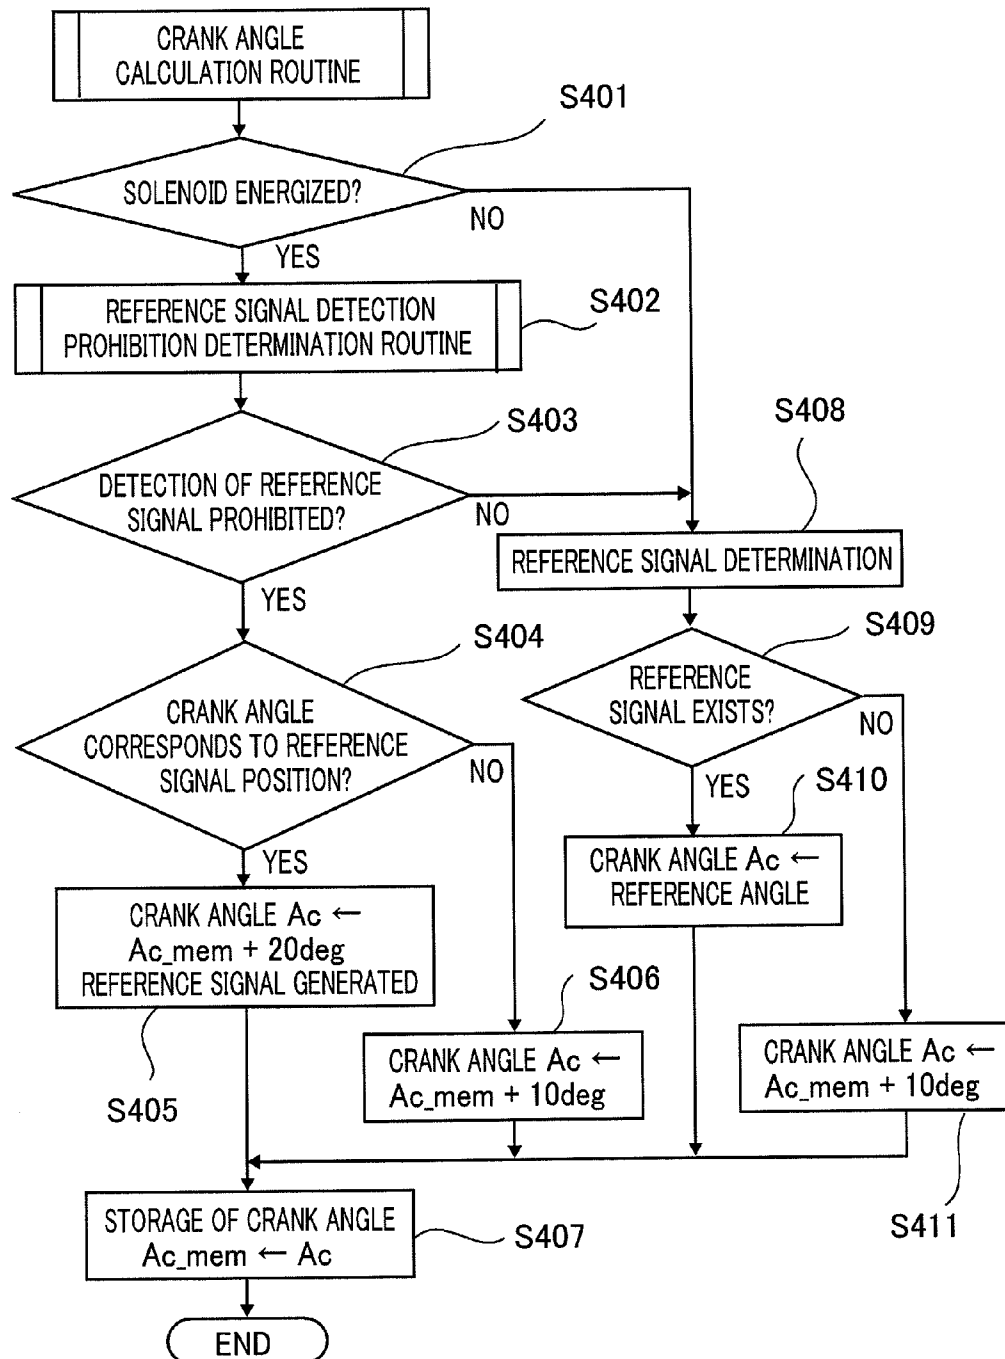 CRANK ANGLE
CALCULATION ROUTINE
S401
SOLENOID ENERGIZED?
NO
YES
REFERENCE SIGNAL DETECTION
PROHIBITION DETERMINATION ROUTINE
S402
S403
DETECTION OF REFERENCE
SIGNAL PROHIBITED?
NO
YES
S408
REFERENCE SIGNAL DETERMINATION
S404
CRANK ANGLE
CORRESPONDS TO REFERENCE
SIGNAL POSITION?
NO
YES
S409
REFERENCE
SIGNAL EXISTS?
NO
YES
S410
CRANK ANGLE Ac ←
REFERENCE ANGLE
CRANK ANGLE Ac ←
Ac_mem + 20deg
REFERENCE SIGNAL GENERATED
S405
S406
CRANK ANGLE Ac ←
Ac_mem + 10deg
CRANK ANGLE Ac ←
Ac_mem + 10deg
S411
STORAGE OF CRANK ANGLE
Ac_mem ← Ac
S407
END